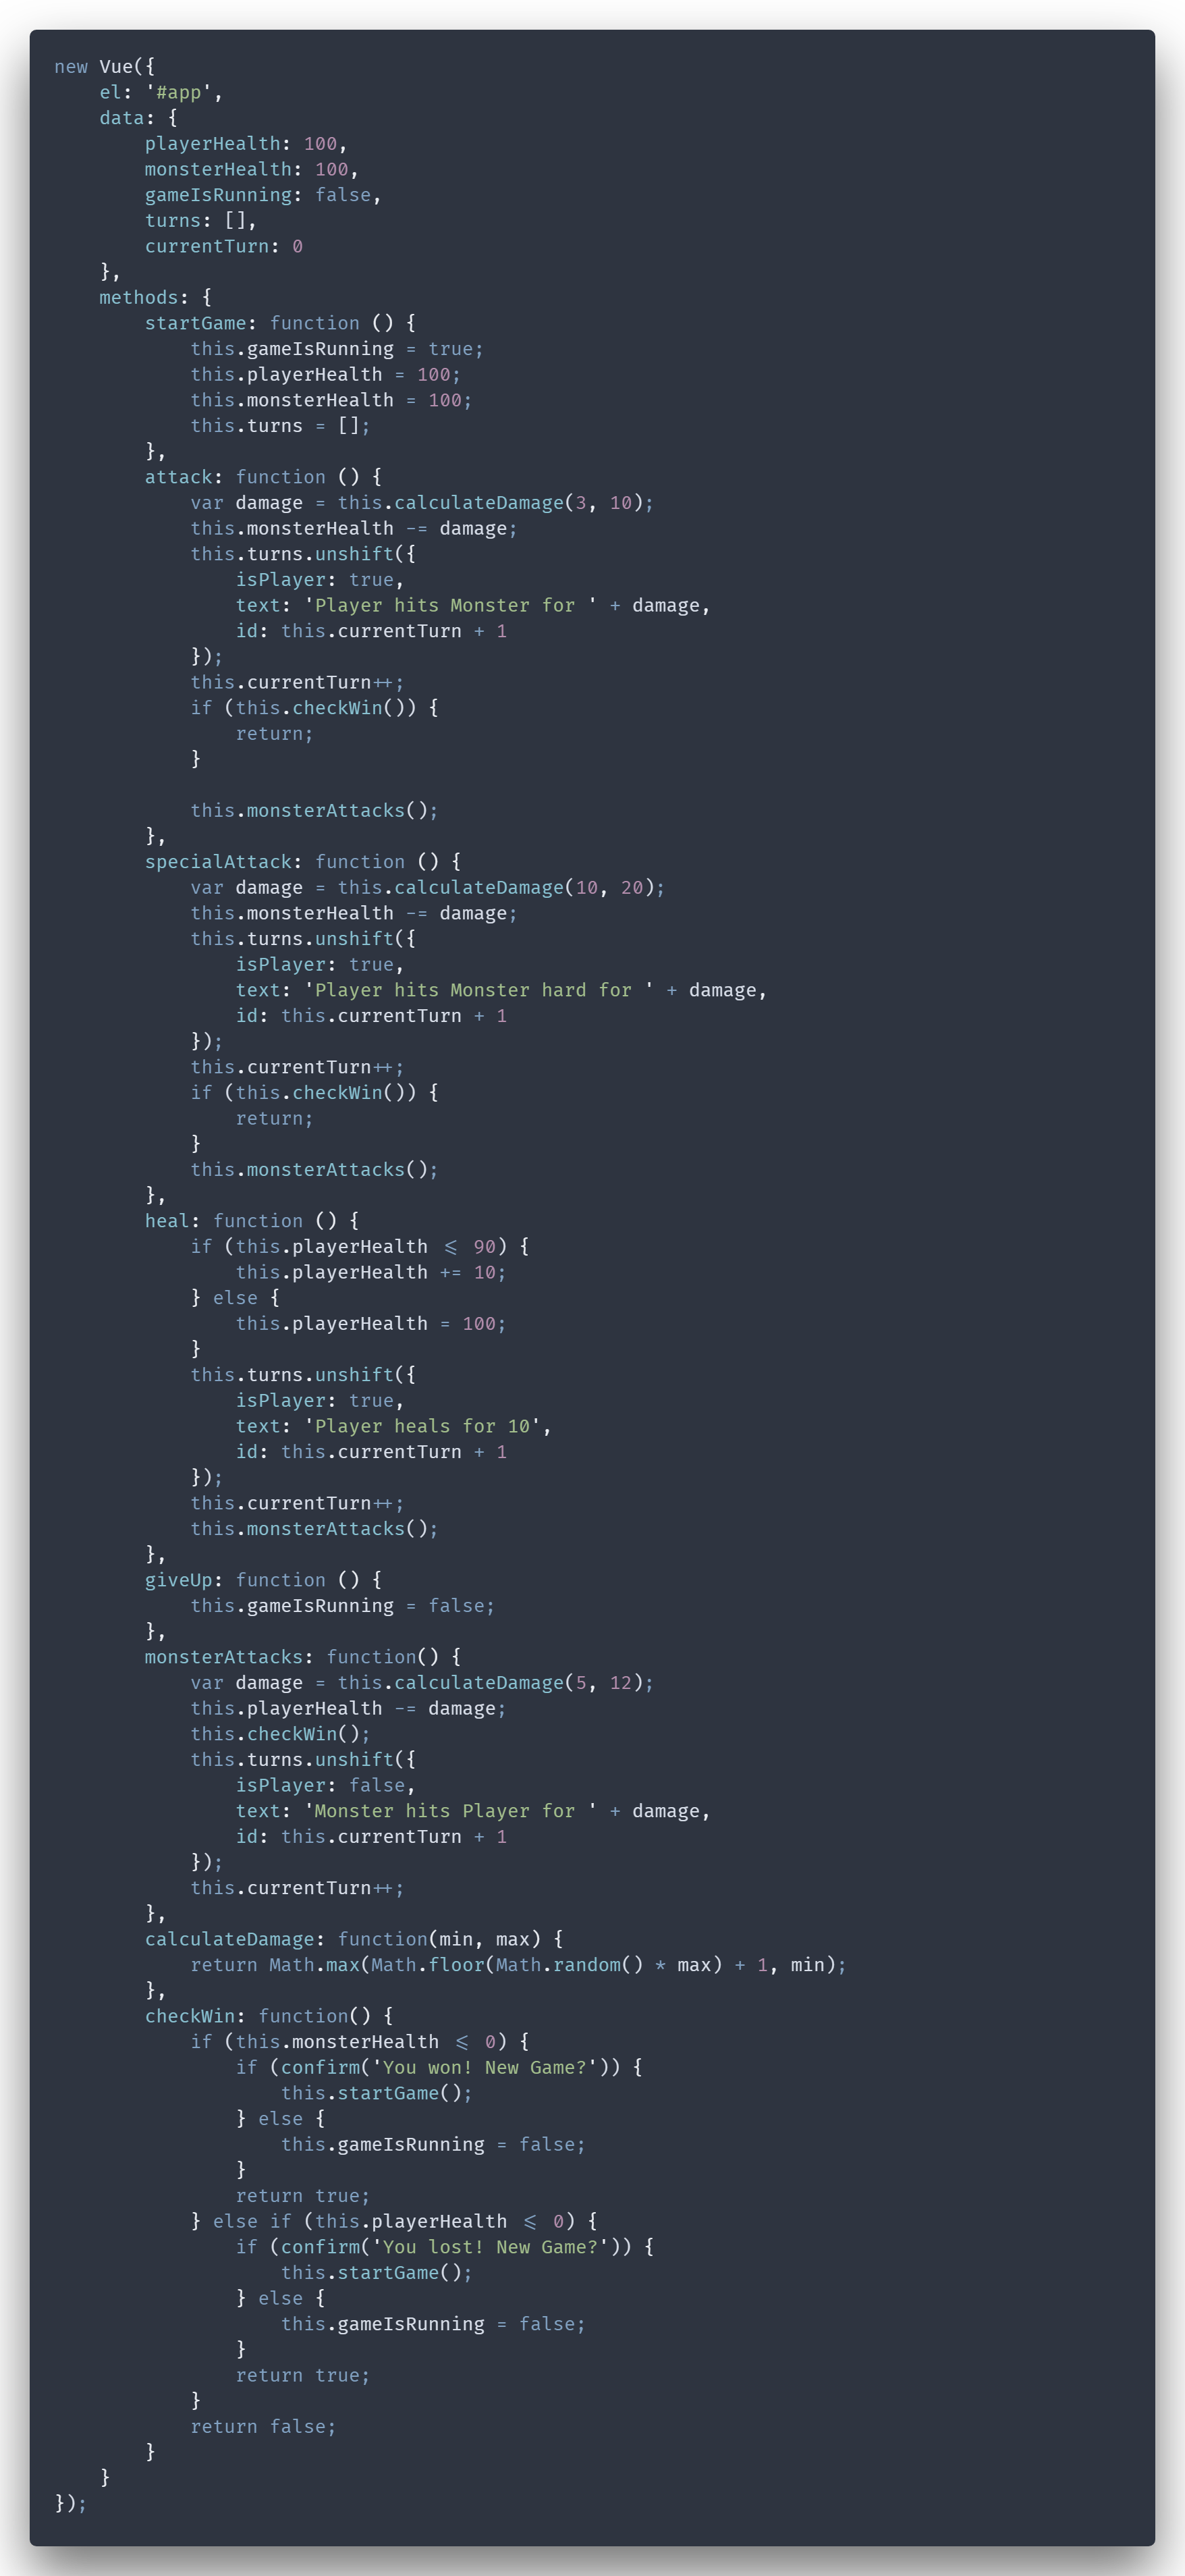 new Vue({
    el: '#app',
    data: {
        playerHealth: 100,
        monsterHealth: 100,
        gameIsRunning: false,
        turns: [],
        currentTurn: 0
    },
    methods: {
        startGame: function () {
            this.gameIsRunning = true;
            this.playerHealth = 100;
            this.monsterHealth = 100;
            this.turns = [];
        },
        attack: function () {
            var damage = this.calculateDamage(3, 10);
            this.monsterHealth -= damage;
            this.turns.unshift({
                isPlayer: true,
                text: 'Player hits Monster for ' + damage,
                id: this.currentTurn + 1
            });
            this.currentTurn++;
            if (this.checkWin()) {
                return;
            }

            this.monsterAttacks();
        },
        specialAttack: function () {
            var damage = this.calculateDamage(10, 20);
            this.monsterHealth -= damage;
            this.turns.unshift({
                isPlayer: true,
                text: 'Player hits Monster hard for ' + damage,
                id: this.currentTurn + 1
            });
            this.currentTurn++;
            if (this.checkWin()) {
                return;
            }
            this.monsterAttacks();
        },
        heal: function () {
            if (this.playerHealth <= 90) {
                this.playerHealth += 10;
            } else {
                this.playerHealth = 100;
            }
            this.turns.unshift({
                isPlayer: true,
                text: 'Player heals for 10',
                id: this.currentTurn + 1
            });
            this.currentTurn++;
            this.monsterAttacks();
        },
        giveUp: function () {
            this.gameIsRunning = false;
        },
        monsterAttacks: function() {
            var damage = this.calculateDamage(5, 12);
            this.playerHealth -= damage;
            this.checkWin();
            this.turns.unshift({
                isPlayer: false,
                text: 'Monster hits Player for ' + damage,
                id: this.currentTurn + 1
            });
            this.currentTurn++;
        },
        calculateDamage: function(min, max) {
            return Math.max(Math.floor(Math.random() * max) + 1, min);
        },
        checkWin: function() {
            if (this.monsterHealth <= 0) {
                if (confirm('You won! New Game?')) {
                    this.startGame();
                } else {
                    this.gameIsRunning = false;
                }
                return true;
            } else if (this.playerHealth <= 0) {
                if (confirm('You lost! New Game?')) {
                    this.startGame();
                } else {
                    this.gameIsRunning = false;
                }
                return true;
            }
            return false;
        }
    }
});